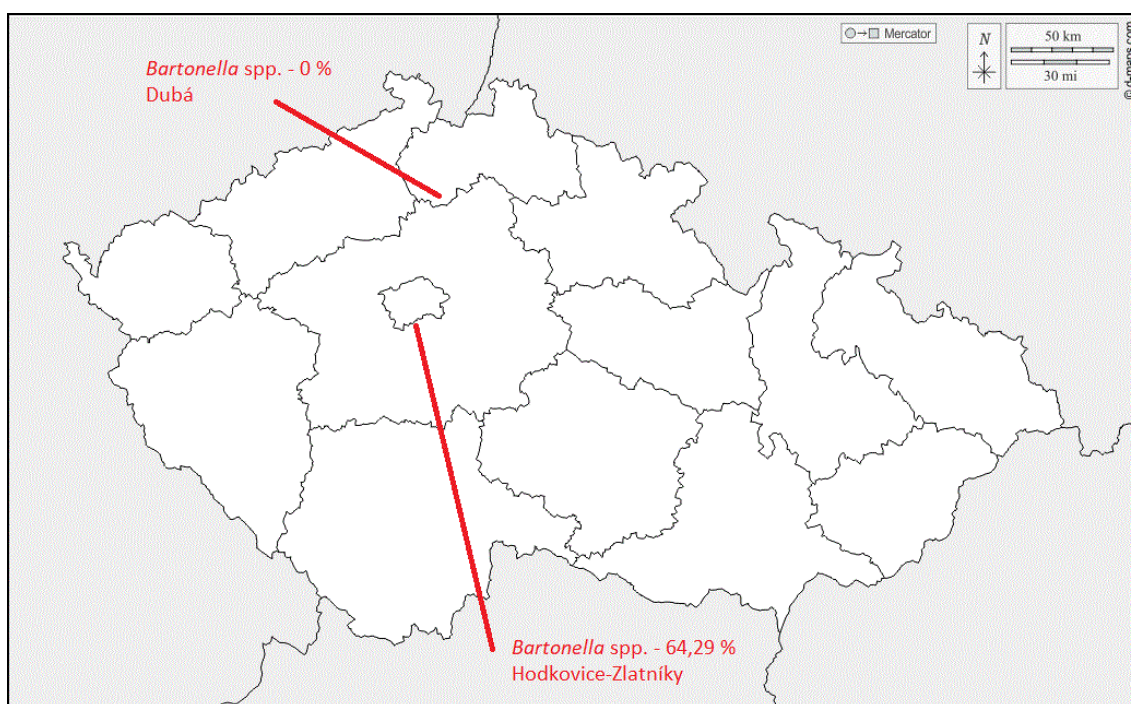 Bartonella spp. - 0 %
Dubá
Mercator
N
50 km
30 mi
© d-maps.com
Bartonella spp. - 64,29 %
Hodkovice-Zlatníky